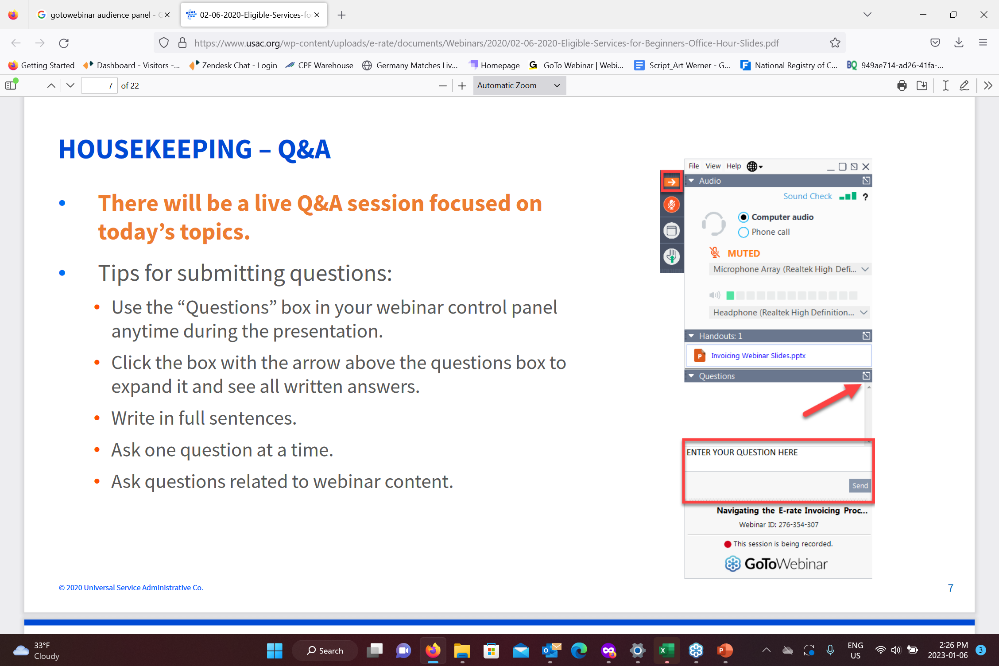 gotowebinar audience panel - G
02-06-2020-Eligible-Services-fo
https://www.usac.org/wp-content/uploads/e-rate/documents/Webinars/2020/02-06-2020-Eligible-Services-for-Beginners-Office-Hour-Slides.pdf
Getting Started
Dashboard - Visitors -...
Zendesk Chat - Login
CPE Warehouse
Germany Matches Liv...
Homepage
GoTo Webinar | Webi...
Script_Art Werner - G...
National Registry of C...
BQ 949ae714-ad26-41fa-...
7 of 22
Automatic Zoom
HOUSEKEEPING – Q&A
• There will be a live Q&A session focused on
today’s topics.
• Tips for submitting questions:
• Use the “Questions” box in your webinar control panel
anytime during the presentation.
• Click the box with the arrow above the questions box to
expand it and see all written answers.
• Write in full sentences.
• Ask one question at a time.
• Ask questions related to webinar content.
File View Help
Audio
Sound Check ?
Computer audio
Phone call
MUTED
Microphone Array (Realtek High Defi...
Headphone (Realtek High Definition...
Handouts: 1
Invoicing Webinar Slides.pptx
Questions
ENTER YOUR QUESTION HERE
Send
Navigating the E-rate Invoicing Proc...
Webinar ID: 276-354-307
This session is being recorded.
GoToWebinar
© 2020 Universal Service Administrative Co.
7
33°F
Cloudy
Search
ENG
US
2:26 PM
2023-01-06
3